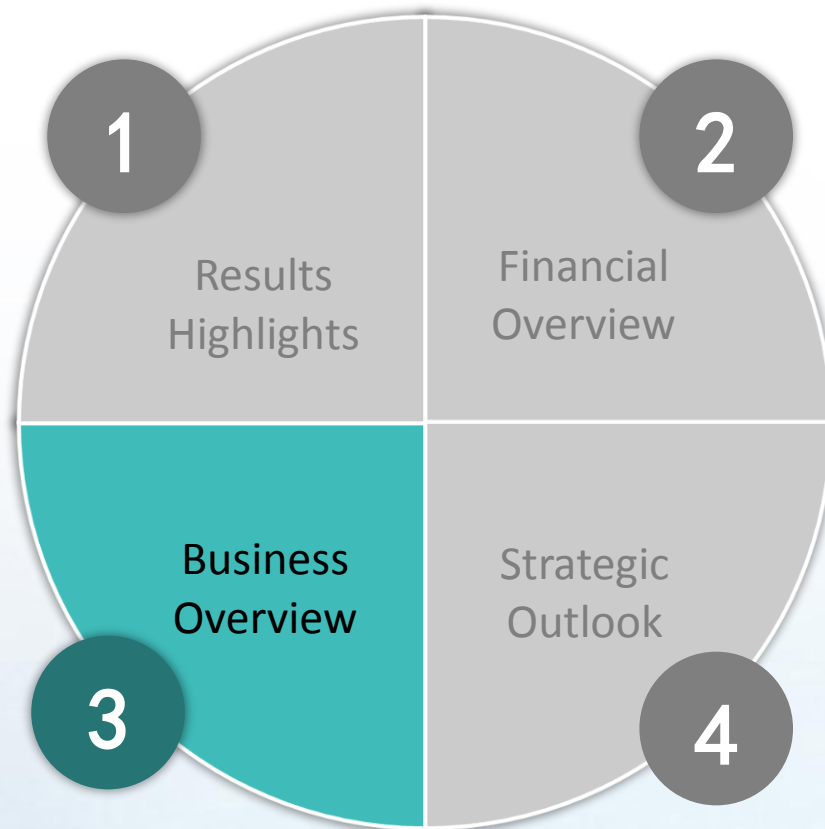 1
Results
Highlights
2
Financial
Overview
3
Business
Overview
4
Strategic
Outlook